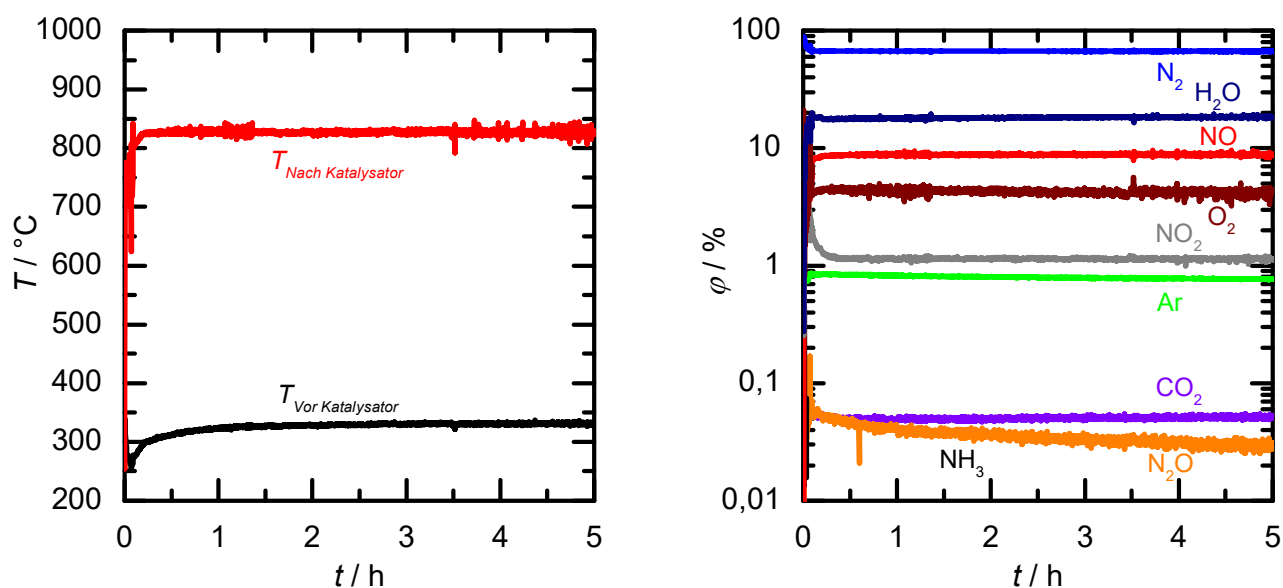 1000
900
800
700
600
500
400
300
200
T / °C
T Nach Katalysator
T Vor Katalysator
0 1 2 3 4 5
t / h
100
10
1
0,1
0,01
φ / %
N₂
H₂O
NO
O₂
NO₂
Ar
CO₂
NH₃
N₂O
0 1 2 3 4 5
t / h